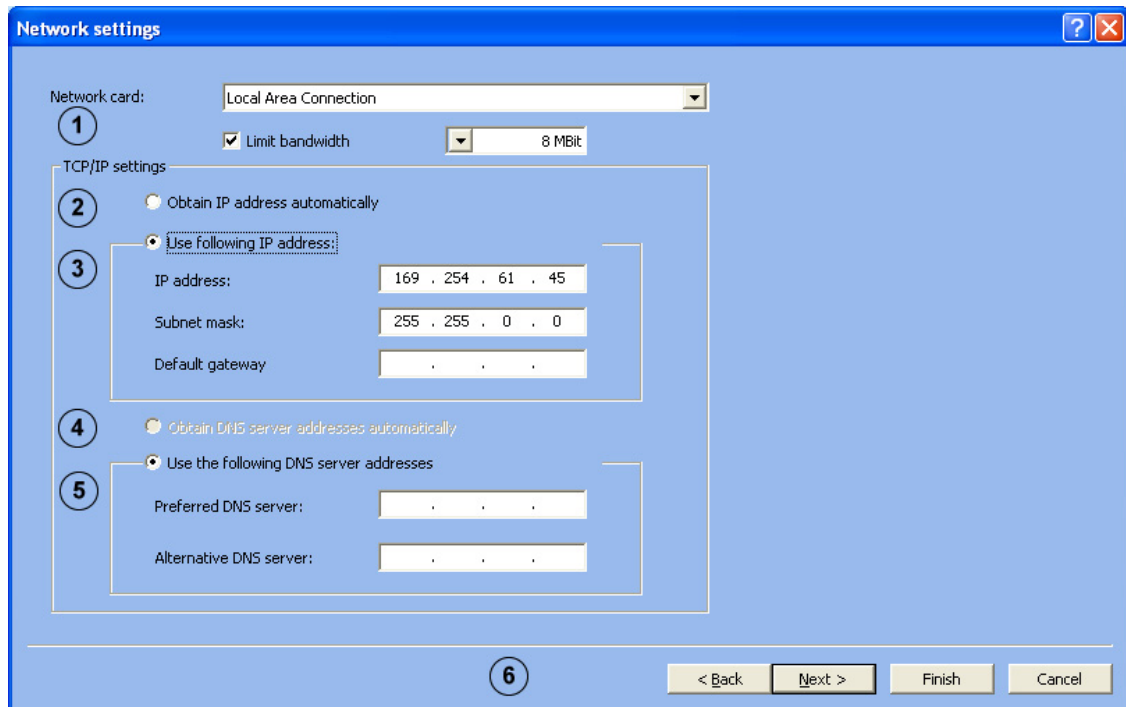 Network settings
Network card: Local Area Connection
1
Limit bandwidth 8 MBit
TCP/IP settings
2 Obtain IP address automatically
Use following IP address:
3
IP address: 169 . 254 . 61 . 45
Subnet mask: 255 . 255 . 0 . 0
Default gateway . . .
4 Obtain DNS server addresses automatically
Use the following DNS server addresses
5
Preferred DNS server: . . .
Alternative DNS server: . . .
6 < Back Next > Finish Cancel